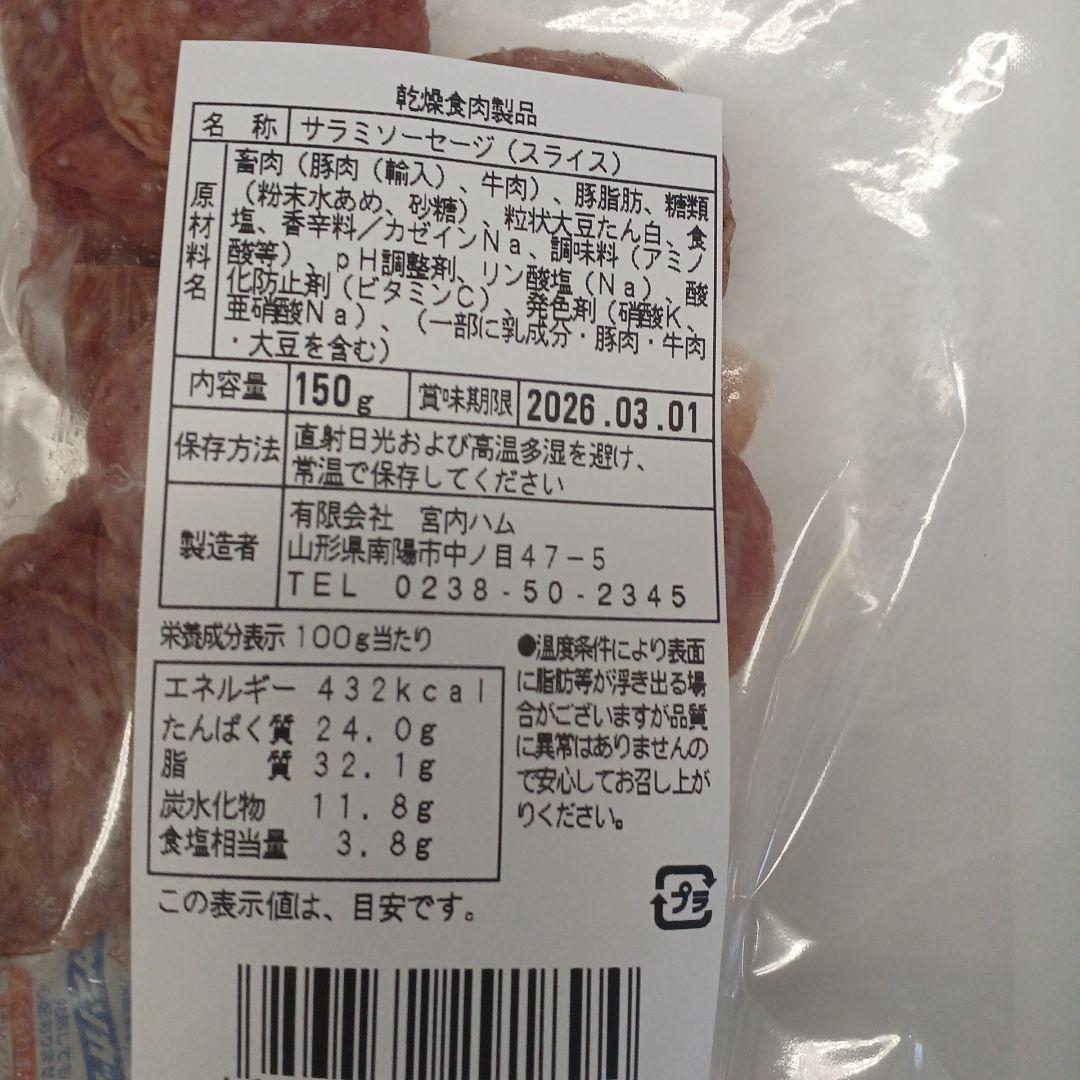 乾燥食肉製品
名　称 サラミソーセージ（スライス）
原材料名
畜肉（豚肉（輸入）、牛肉）、豚脂肪、糖類
（粉末水あめ、砂糖）、粒状大豆たん白、食
塩、香辛料／カゼインＮａ、調味料（アミノ
酸等）、ｐＨ調整剤、リン酸塩（Ｎａ）、酸
化防止剤（ビタミンＣ）、発色剤（硝酸Ｋ、
亜硝酸Ｎａ）、（一部に乳成分・豚肉・牛肉
・大豆を含む）
内容量 150g 賞味期限 2026.03.01
保存方法
直射日光および高温多湿を避け、
常温で保存してください
製造者
有限会社　宮内ハム
山形県南陽市中ノ目４７－５
ＴＥＬ　０２３８-５０-２３４５
栄養成分表示 １００g当たり
エネルギー ４３２kcal
たんぱく質 ２４．０g
脂　　質 ３２．１g
炭水化物 １１．８g
食塩相当量 ３．８g
この表示値は、目安です。
●温度条件により表面
に脂肪等が浮き出る場
合がございますが品質
に異常はありませんの
で安心してお召し上が
りください。
プラ